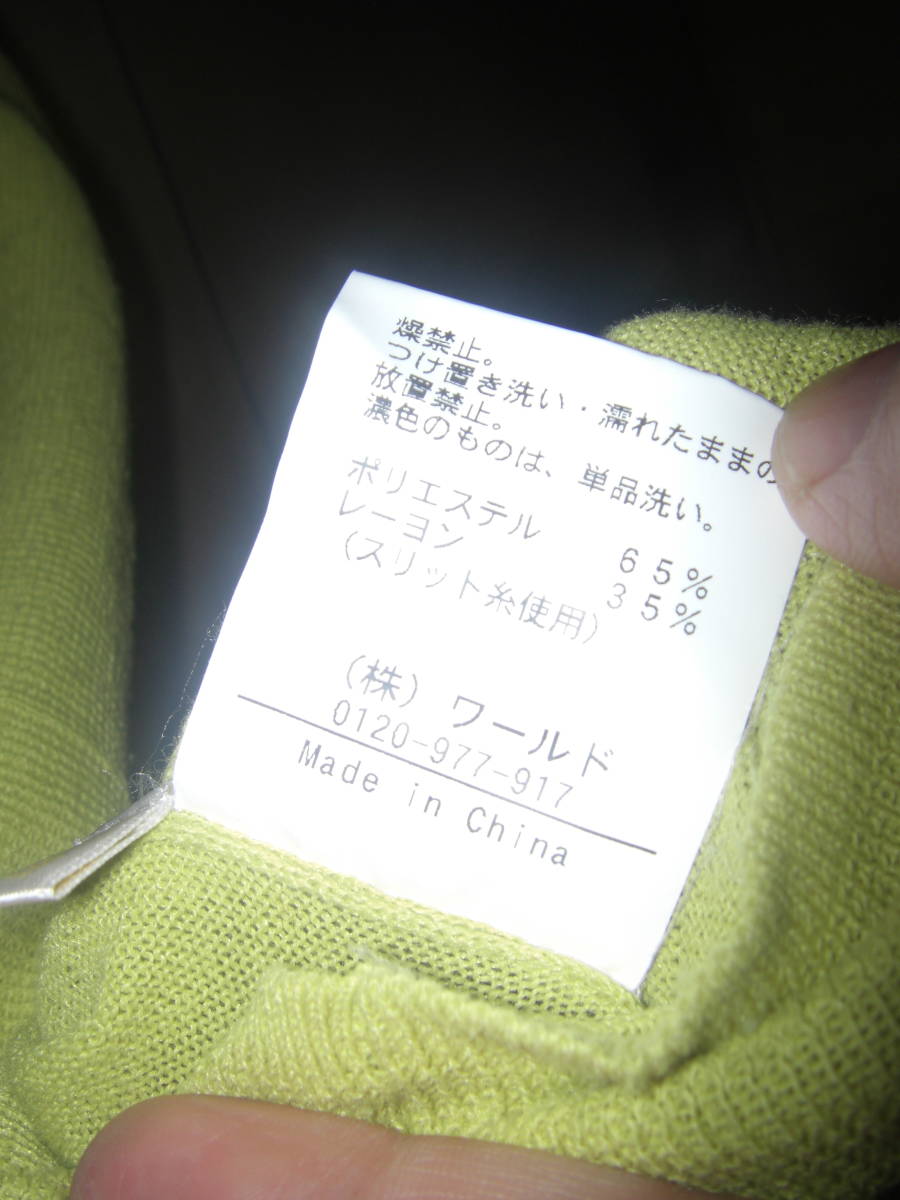 燥禁止。
つけ置き洗い・濡れたままの
放置禁止。
濃色のものは、単品洗い。
ポリエステル 65%
レーヨン 35%
(スリット糸使用)
(株) ワールド
0120-977-917
Made in China